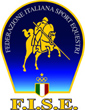 FEDERAZIONE ITALIANA SPORT EQUESTRI
F.I.S.E.